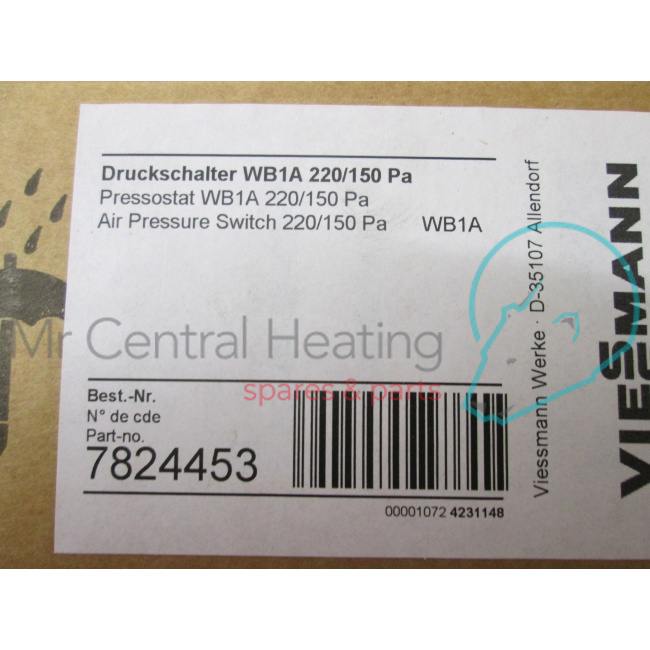 Druckschalter WB1A 220/150 Pa
Pressostat WB1A 220/150 Pa
Air Pressure Switch 220/150 Pa WB1A
Mr Central Heating
spares & parts
Best.-Nr.
N° de cde
Part-no.
7824453
00001072 4231148
Viessmann Werke · D-35107 Allendorf
VIESSMANN